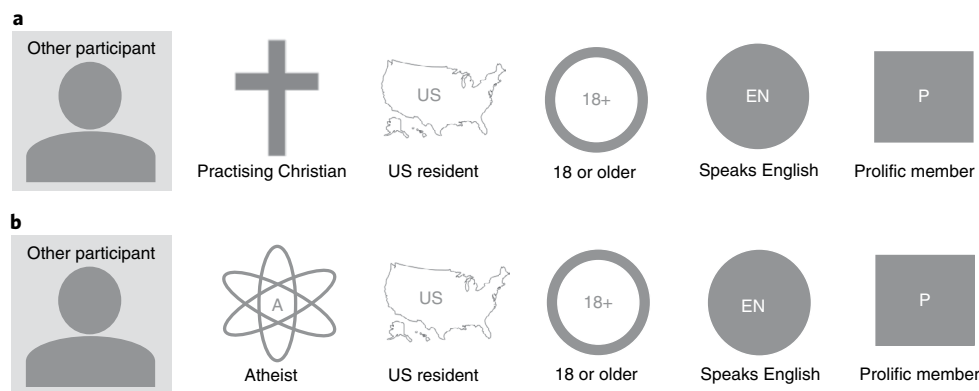 a
Other participant
US
18+
EN
P
Practising Christian
US resident
18 or older
Speaks English
Prolific member
b
Other participant
A
US
18+
EN
P
Atheist
US resident
18 or older
Speaks English
Prolific member